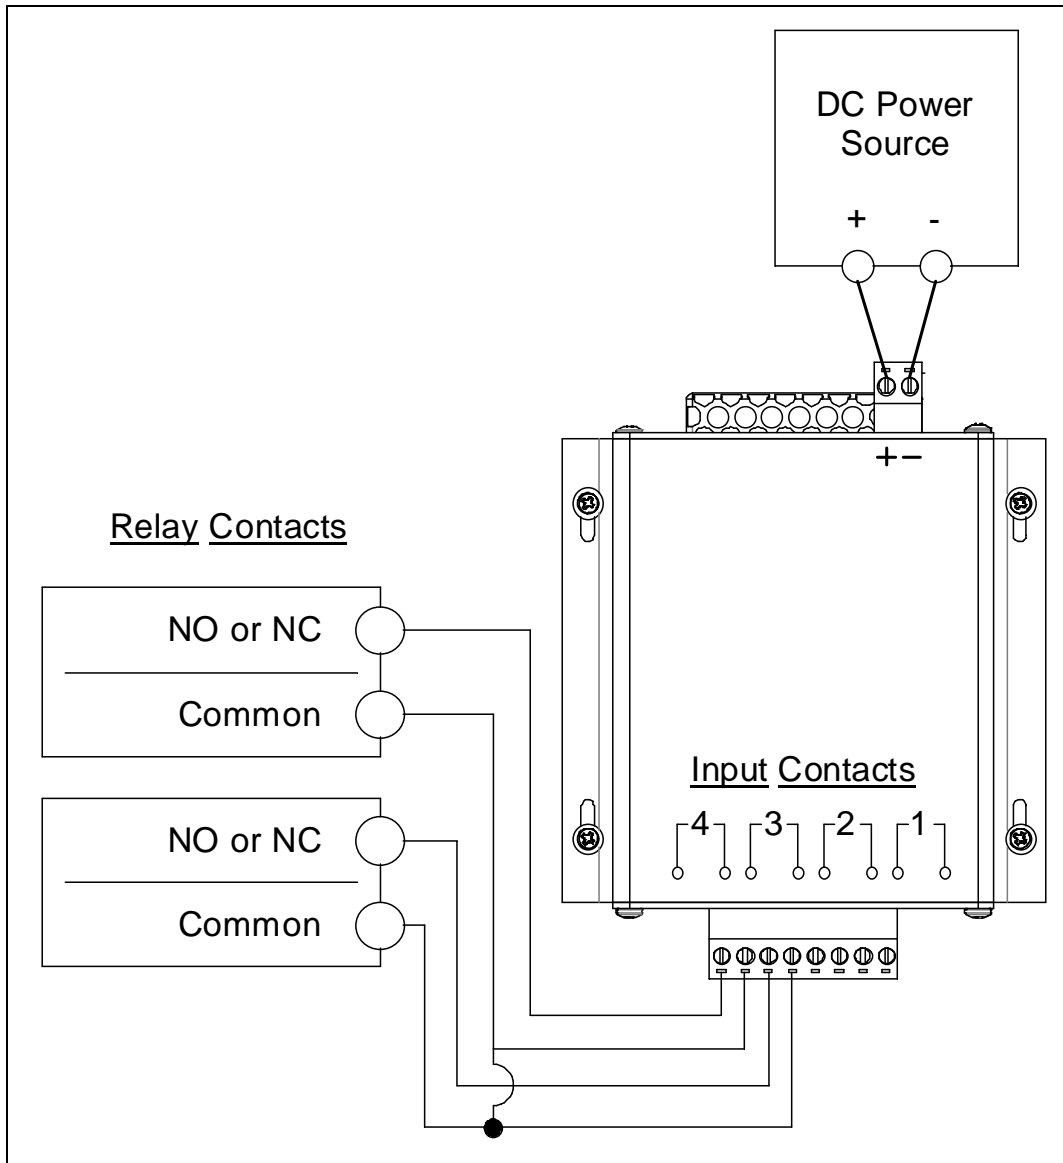 DC Power
Source
+ -
+ −
Relay Contacts
NO or NC
Common
Input Contacts
4 3 2 1
NO or NC
Common